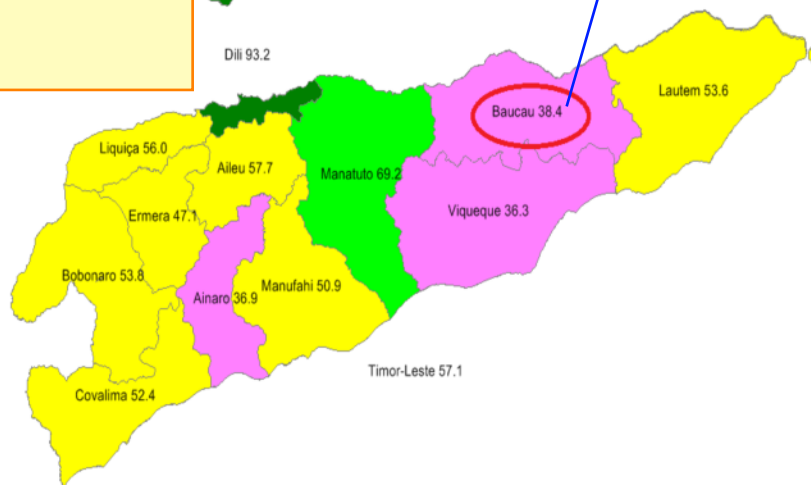 Dili 93.2
Lautem 53.6
Baucau 38.4
Liquiça 56.0
Aileu 57.7
Manatuto 69.2
Viqueque 36.3
Ermera 47.1
Bobonaro 53.8
Manufahi 50.9
Ainaro 36.9
Timor-Leste 57.1
Covalima 52.4